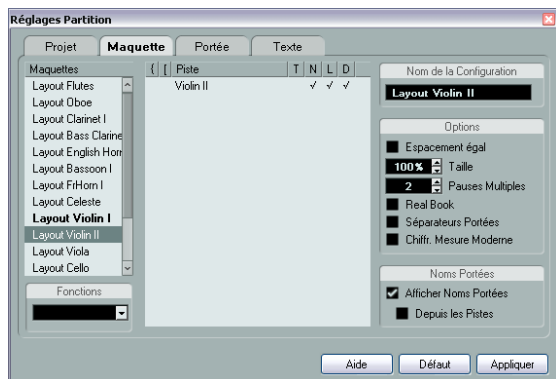 Réglages Partition
Projet Maquette Portée Texte
Maquettes
Layout Flutes
Layout Oboe
Layout Clarinet I
Layout Bass Clarine
Layout English Horr
Layout Bassoon I
Layout FrHorn I
Layout Celeste
Layout Violin I
Layout Violin II
Layout Viola
Layout Cello
Fonctions
{ [ Piste T N L D
Violin II √ √ √
Nom de la Configuration
Layout Violin II
Options
Espacement égal
100% Taille
2 Pauses Multiples
Real Book
Séparateurs Portées
Chiffr. Mesure Moderne
Noms Portées
Afficher Noms Portées
Depuis les Pistes
Aide Défaut Appliquer